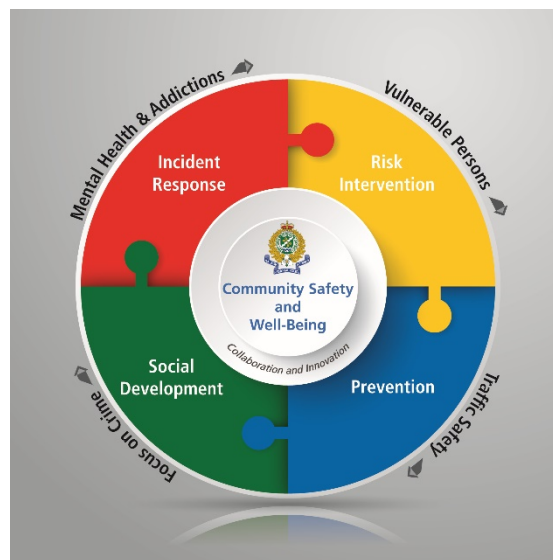 Mental Health & Addictions
Vulnerable Persons
Incident
Response
Risk
Intervention
Community Safety
and
Well-Being
Collaboration and Innovation
Social
Development
Prevention
Focus on Crime
Traffic Safety